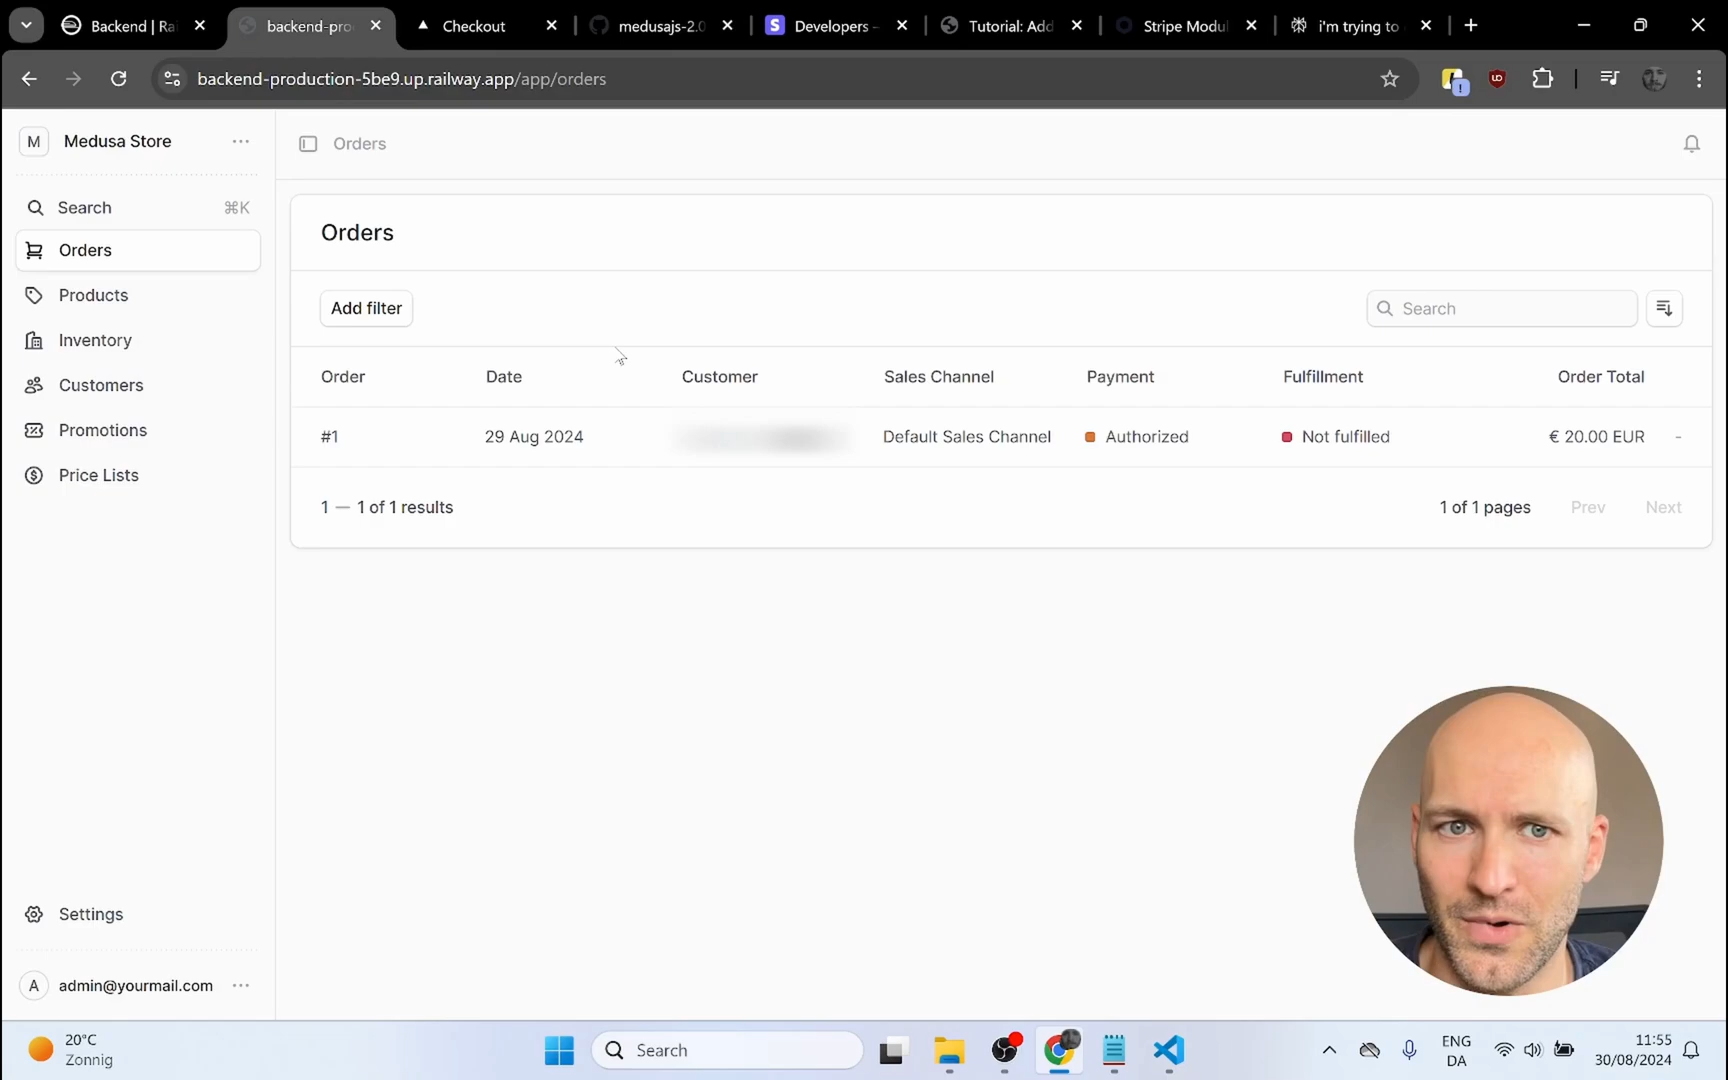 Backend | Ra
backend-pro
Checkout
medusajs-2.0
Developers –
Tutorial: Add
Stripe Modul
i'm trying to
backend-production-5be9.up.railway.app/app/orders
M Medusa Store
Orders
Search ⌘K
Orders
Products
Inventory
Customers
Promotions
Price Lists
Settings
A admin@yourmail.com
Orders
Add filter
Search
Order Date Customer Sales Channel Payment Fulfillment Order Total
#1 29 Aug 2024 Default Sales Channel Authorized Not fulfilled € 20.00 EUR -
1 — 1 of 1 results
1 of 1 pages Prev Next
20°C
Zonnig
Search
ENG
DA
11:55
30/08/2024